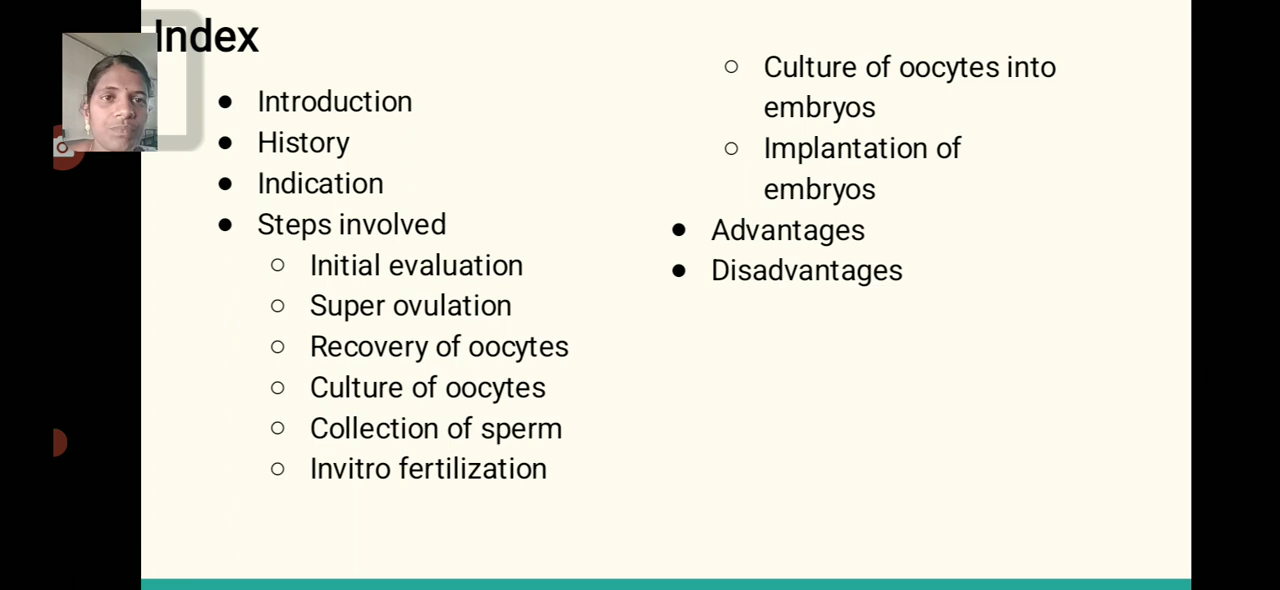 Index
Introduction
History
Indication
Steps involved
Initial evaluation
Super ovulation
Recovery of oocytes
Culture of oocytes
Collection of sperm
Invitro fertilization
Culture of oocytes into
embryos
Implantation of
embryos
Advantages
Disadvantages